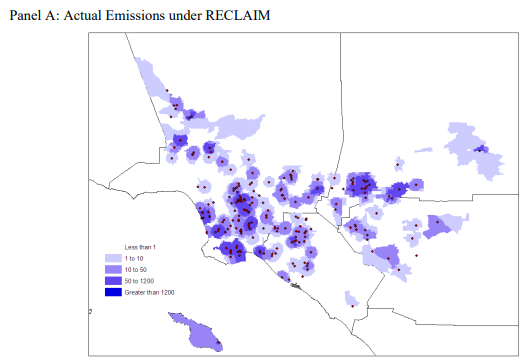 Panel A: Actual Emissions under RECLAIM
Less than 1
1 to 10
10 to 50
50 to 1200
Greater than 1200